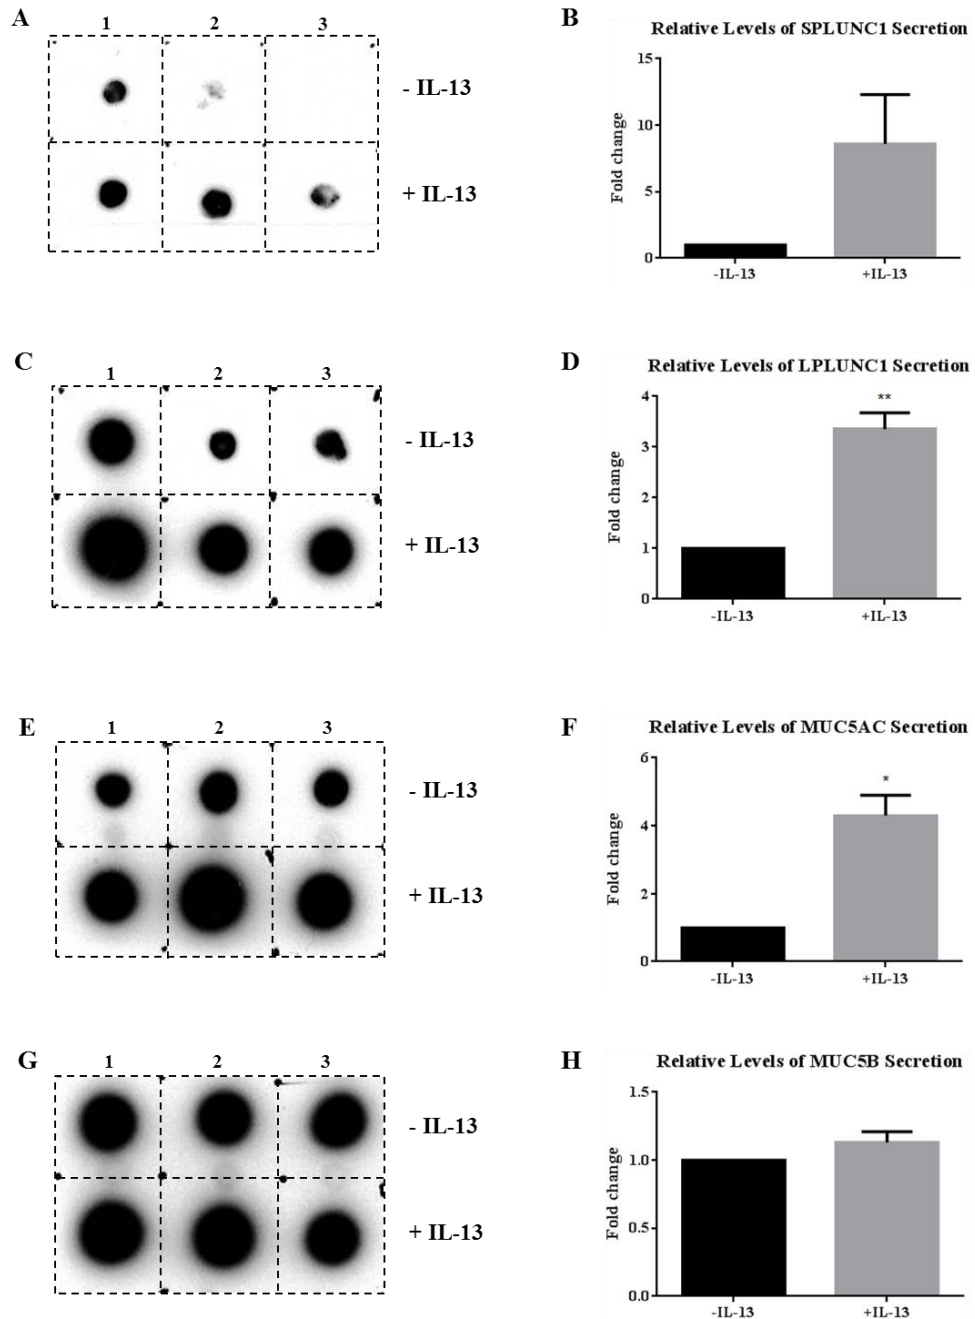 A
1 2 3
- IL-13
+ IL-13
B
Relative Levels of SPLUNC1 Secretion
Fold change
15
10
5
0
-IL-13 +IL-13
C
1 2 3
- IL-13
+ IL-13
D
Relative Levels of LPLUNC1 Secretion
Fold change
**
4
3
2
1
0
-IL-13 +IL-13
E
1 2 3
- IL-13
+ IL-13
F
Relative Levels of MUC5AC Secretion
Fold change
*
6
4
2
0
-IL-13 +IL-13
G
1 2 3
- IL-13
+ IL-13
H
Relative Levels of MUC5B Secretion
Fold change
1.5
1.0
0.5
0.0
-IL-13 +IL-13